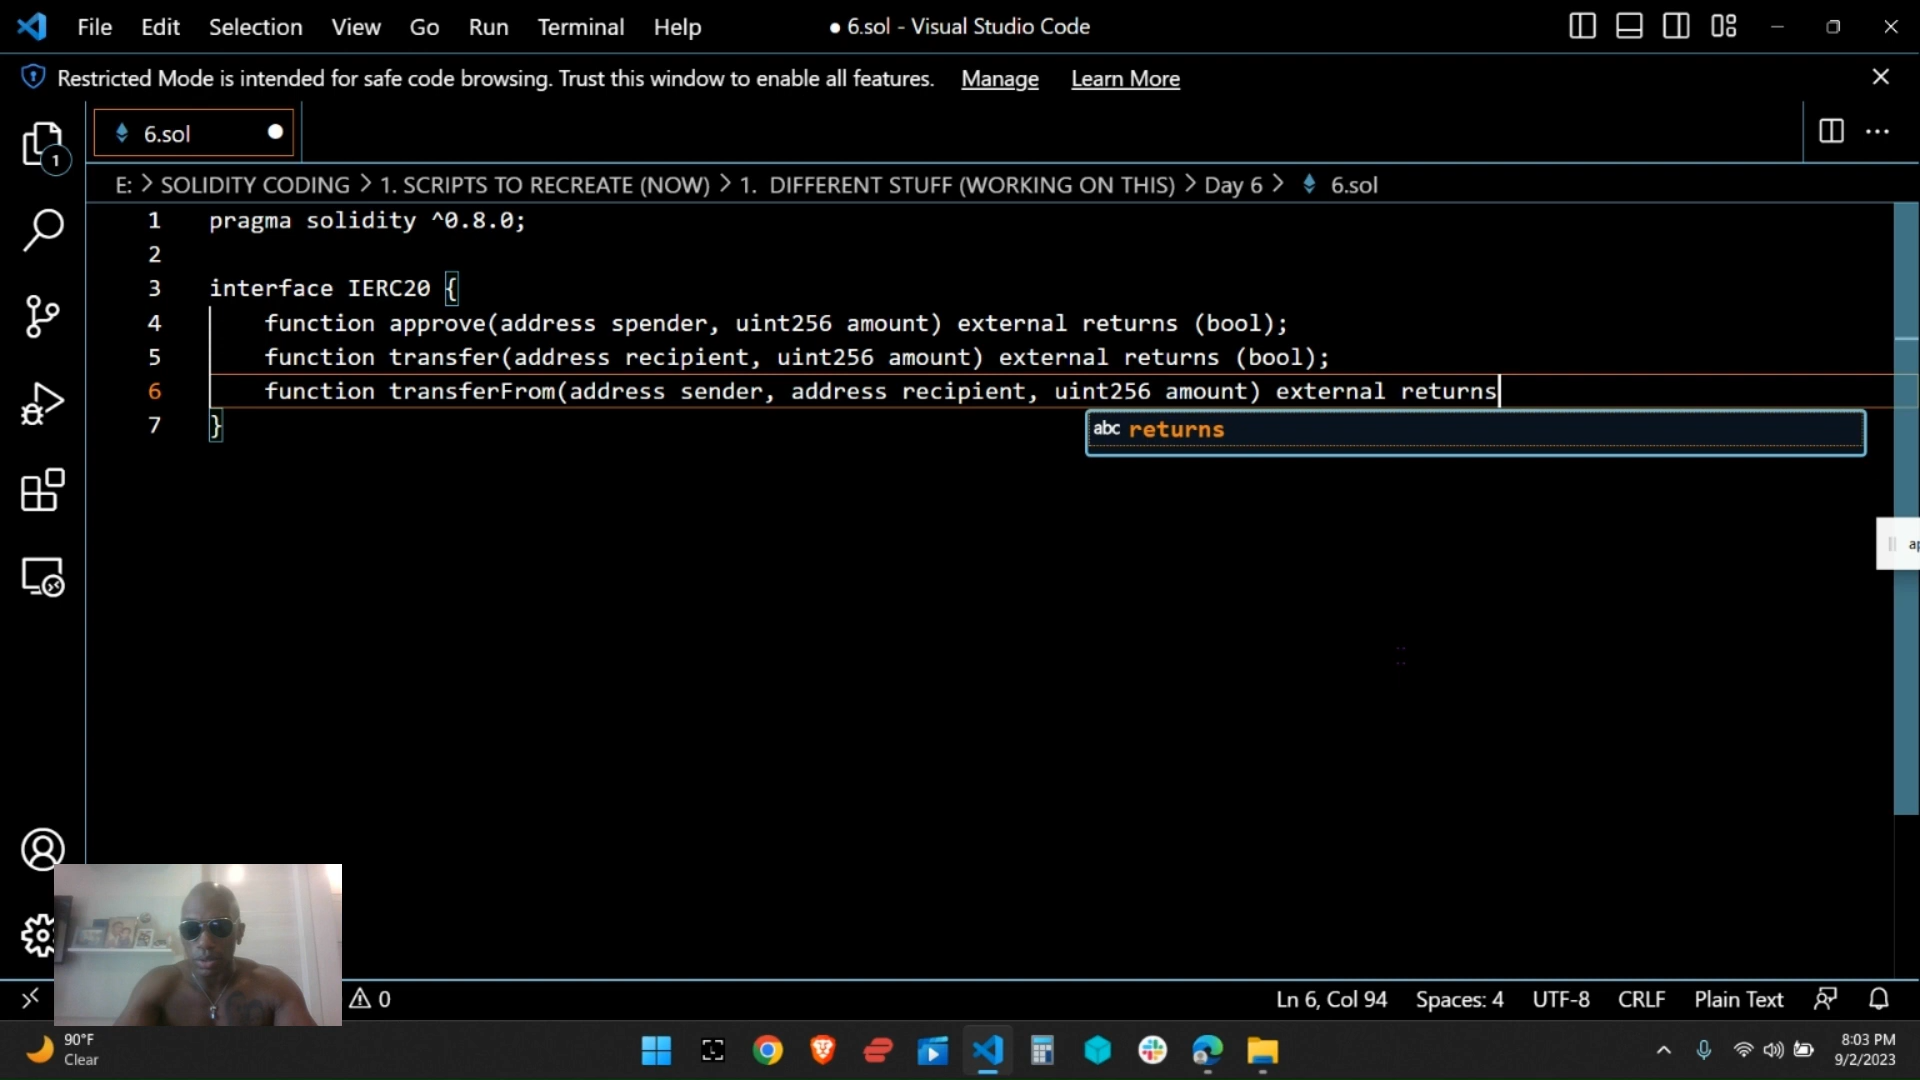 File Edit Selection View Go Run Terminal Help ● 6.sol - Visual Studio Code
Restricted Mode is intended for safe code browsing. Trust this window to enable all features. Manage Learn More
6.sol
1
E: > SOLIDITY CODING > 1. SCRIPTS TO RECREATE (NOW) > 1. DIFFERENT STUFF (WORKING ON THIS) > Day 6 > 6.sol
1 pragma solidity ^0.8.0;
2
3 interface IERC20 {
4 function approve(address spender, uint256 amount) external returns (bool);
5 function transfer(address recipient, uint256 amount) external returns (bool);
6 function transferFrom(address sender, address recipient, uint256 amount) external returns
7 }
abc returns
0
Ln 6, Col 94 Spaces: 4 UTF-8 CRLF Plain Text
90°F
Clear
8:03 PM
9/2/2023